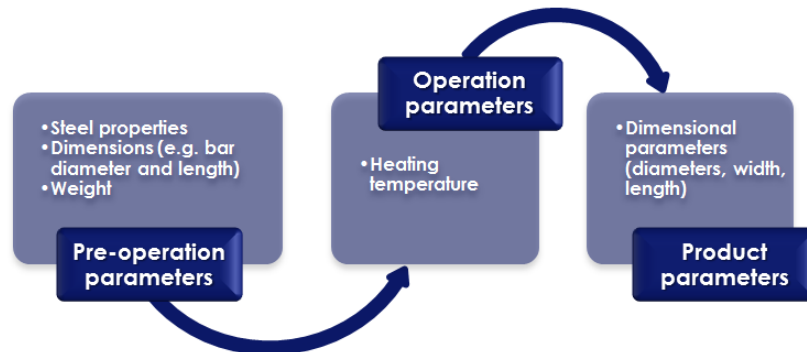 •Steel properties
•Dimensions (e.g. bar
diameter and length)
•Weight
Pre-operation
parameters
Operation
parameters
•Heating
temperature
•Dimensional
parameters
(diameters, width,
length)
Product
parameters